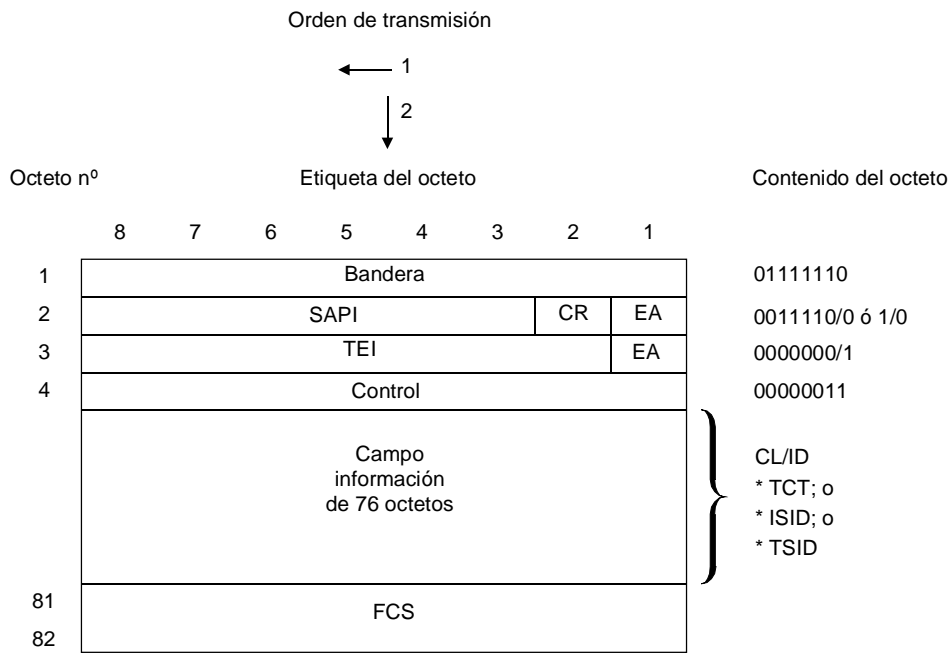 Orden de transmisión
1
2
Octeto nº Etiqueta del octeto Contenido del octeto
8 7 6 5 4 3 2 1
1 Bandera 01111110
2 SAPI CR EA 0011110/0 ó 1/0
3 TEI EA 0000000/1
4 Control 00000011
Campo
información
de 76 octetos
CL/ID
* TCT; o
* ISID; o
* TSID
81
FCS
82